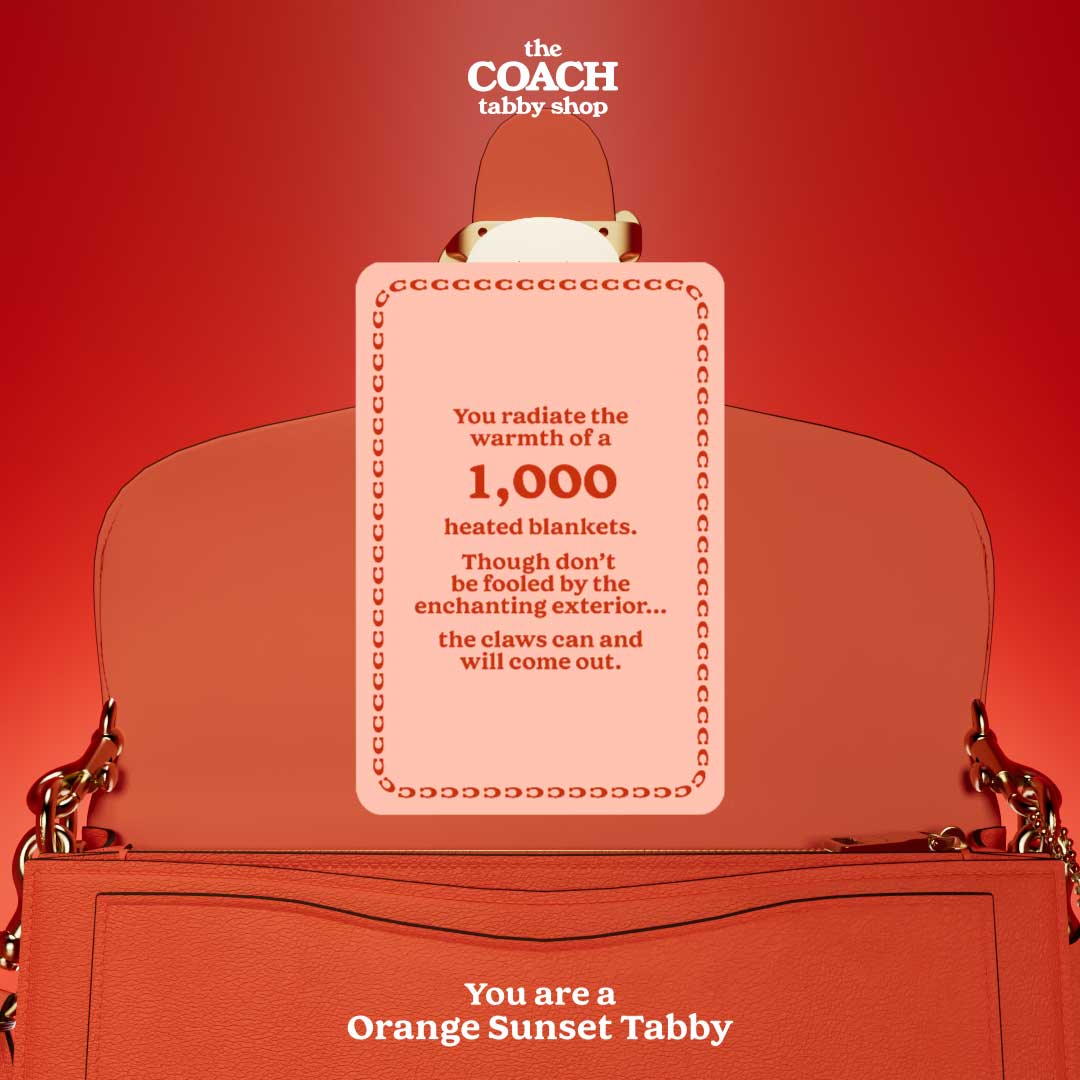 the
COACH
tabby shop
You radiate the
warmth of a
1,000
heated blankets.
Though don’t
be fooled by the
enchanting exterior...
the claws can and
will come out.
You are a
Orange Sunset Tabby